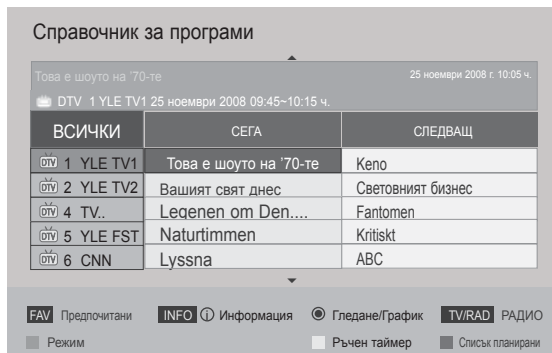 Справочник за програми
Това е шоуто на '70-те 25 ноември 2008 г. 10:05 ч.
DTV 1 YLE TV1 25 ноември 2008 09:45~10:15 ч.
ВСИЧКИ СЕГА СЛЕДВАЩ
DTV 1 YLE TV1 Това е шоуто на '70-те Keno
DTV 2 YLE TV2 Вашият свят днес Световният бизнес
DTV 4 TV.. Legenen om Den.... Fantomen
DTV 5 YLE FST Naturtimmen Kritiskt
DTV 6 CNN Lyssna ABC
FAV Предпочитани INFO i Информация Гледане/График TV/RAD РАДИО
Режим Ръчен таймер Списък планирани